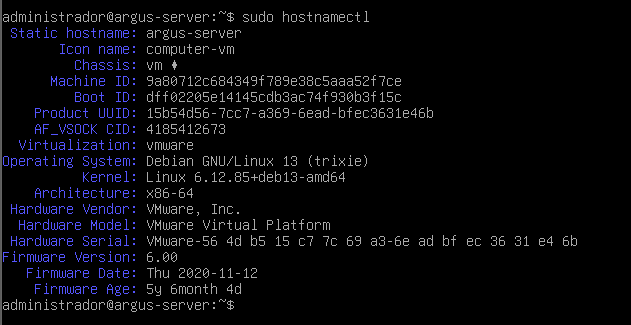 administrador@argus-server:~$ sudo hostnamectl
Static hostname: argus-server
Icon name: computer-vm
Chassis: vm ♦
Machine ID: 9a80712c684349f789e38c5aaa52f7ce
Boot ID: dff02205e14145cdb3ac74f930b3f15c
Product UUID: 15b54d56-7cc7-a369-6ead-bfec3631e46b
AF_VSOCK CID: 4185412673
Virtualization: vmware
Operating System: Debian GNU/Linux 13 (trixie)
Kernel: Linux 6.12.85+deb13-amd64
Architecture: x86-64
Hardware Vendor: VMware, Inc.
Hardware Model: VMware Virtual Platform
Hardware Serial: VMware-56 4d b5 15 c7 7c 69 a3-6e ad bf ec 36 31 e4 6b
Firmware Version: 6.00
Firmware Date: Thu 2020-11-12
Firmware Age: 5y 6month 4d
administrador@argus-server:~$